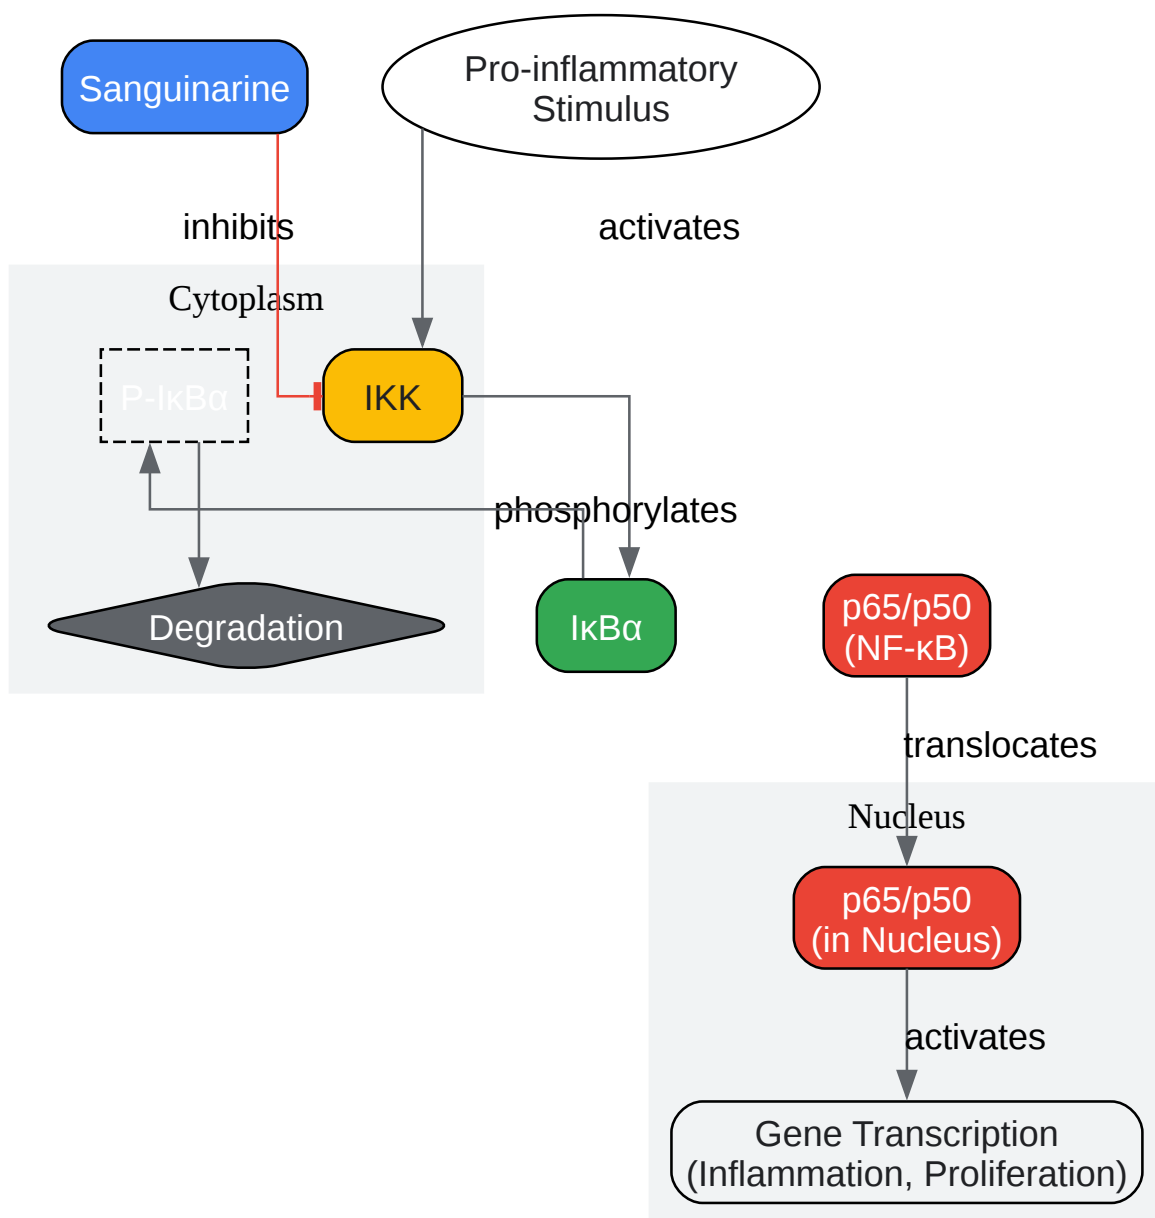 Sanguinarine
Pro-inflammatory
Stimulus
inhibits
activates
Cytoplasm
P-IκBα
IKK
phosphorylates
Degradation
IκBα
p65/p50
(NF-κB)
translocates
Nucleus
p65/p50
(in Nucleus)
activates
Gene Transcription
(Inflammation, Proliferation)